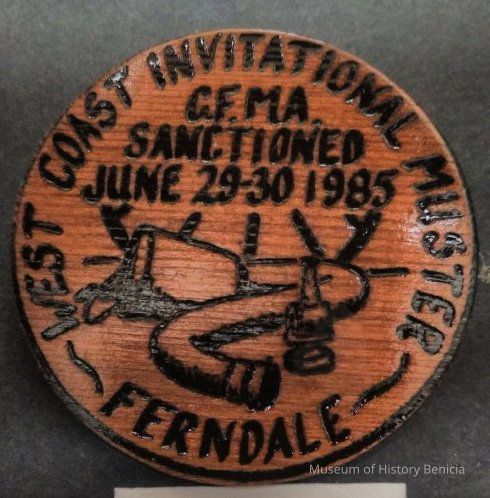 WEST COAST INVITATIONAL MUSTER
C.F.M.A.
SANCTIONED
JUNE 29-30 1985
~FERNDALE~
Museum of History Benicia